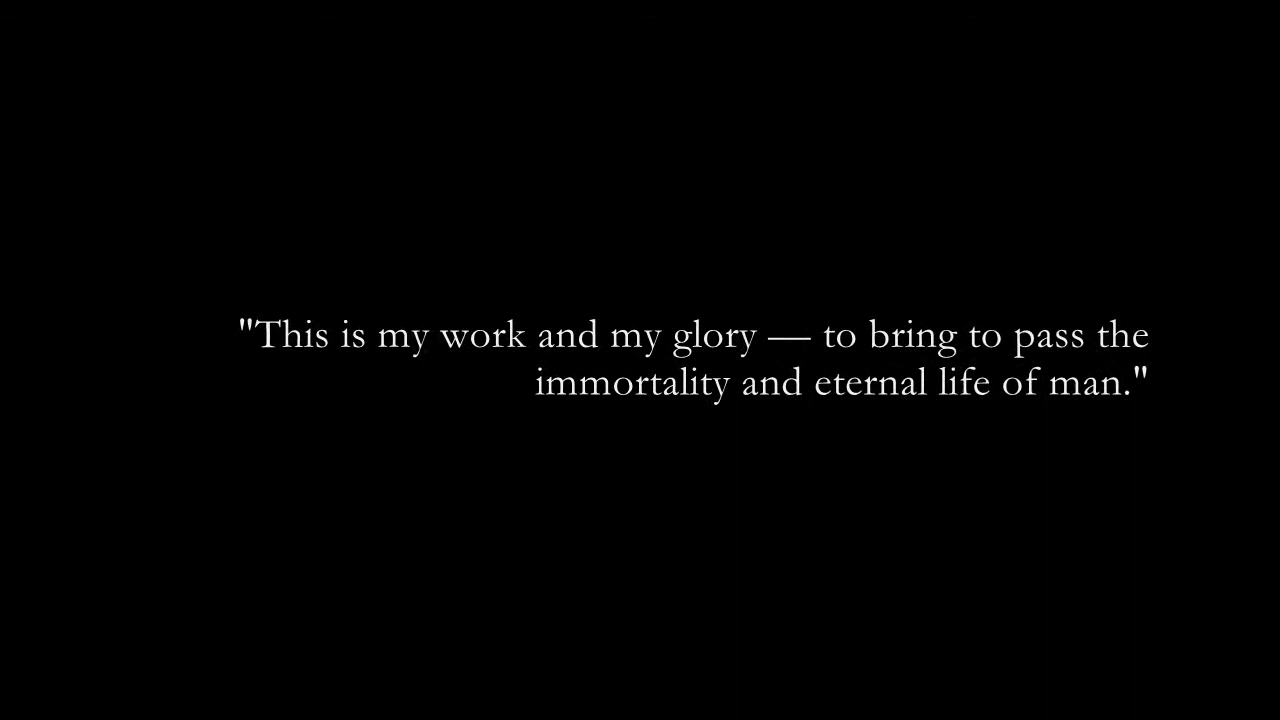 "This is my work and my glory — to bring to pass the
immortality and eternal life of man."